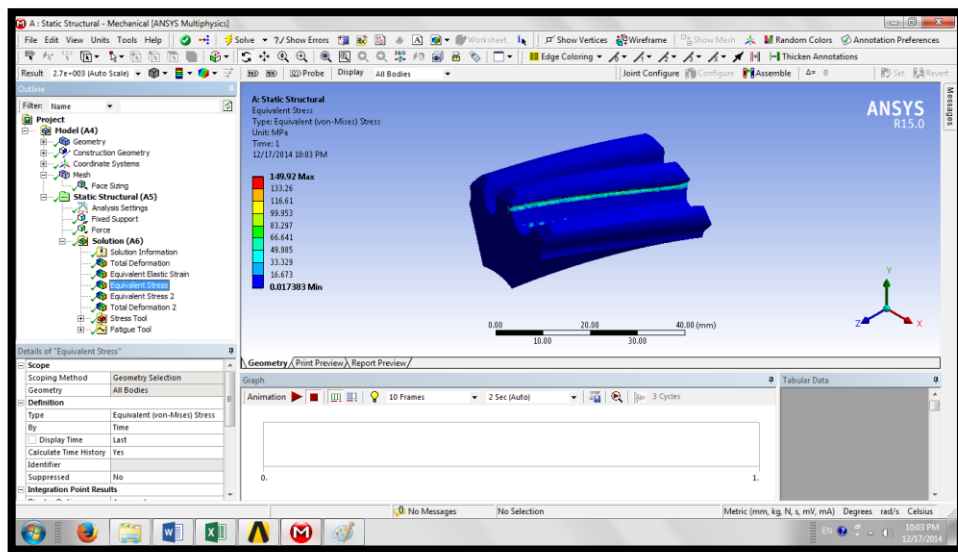 A : Static Structural - Mechanical [ANSYS Multiphysics]
File Edit View Units Tools Help Solve ?/ Show Errors Worksheet Show Vertices Wireframe Show Mesh Random Colors Annotation Preferences
Edge Coloring Thicken Annotations
Result 2.7e+003 (Auto Scale) Probe Display All Bodies Joint Configure Configure Assemble Δ= 0 Set Revert
Outline
Filter: Name
Project
Model (A4)
Geometry
Construction Geometry
Coordinate Systems
Mesh
Face Sizing
Static Structural (A5)
Analysis Settings
Fixed Support
Force
Solution (A6)
Solution Information
Total Deformation
Equivalent Elastic Strain
Equivalent Stress
Equivalent Stress 2
Total Deformation 2
Stress Tool
Fatigue Tool
A: Static Structural
Equivalent Stress
Type: Equivalent (von-Mises) Stress
Unit: MPa
Time: 1
12/17/2014 10:03 PM
149.92 Max
133.26
116.61
99.953
83.297
66.641
49.985
33.329
16.673
0.017383 Min
ANSYS
R15.0
Messages
0.00 20.00 40.00 (mm)
10.00 30.00
Y
Z X
Geometry Print Preview Report Preview
Details of "Equivalent Stress"
Scope
Scoping Method Geometry Selection
Geometry All Bodies
Definition
Type Equivalent (von-Mises) Stress
By Time
Display Time Last
Calculate Time History Yes
Identifier
Suppressed No
Integration Point Results
Graph
Animation 10 Frames 2 Sec (Auto) 3 Cycles
0. 1.
Tabular Data
No Messages No Selection Metric (mm, kg, N, s, mV, mA) Degrees rad/s Celsius
EN 10:03 PM
12/17/2014